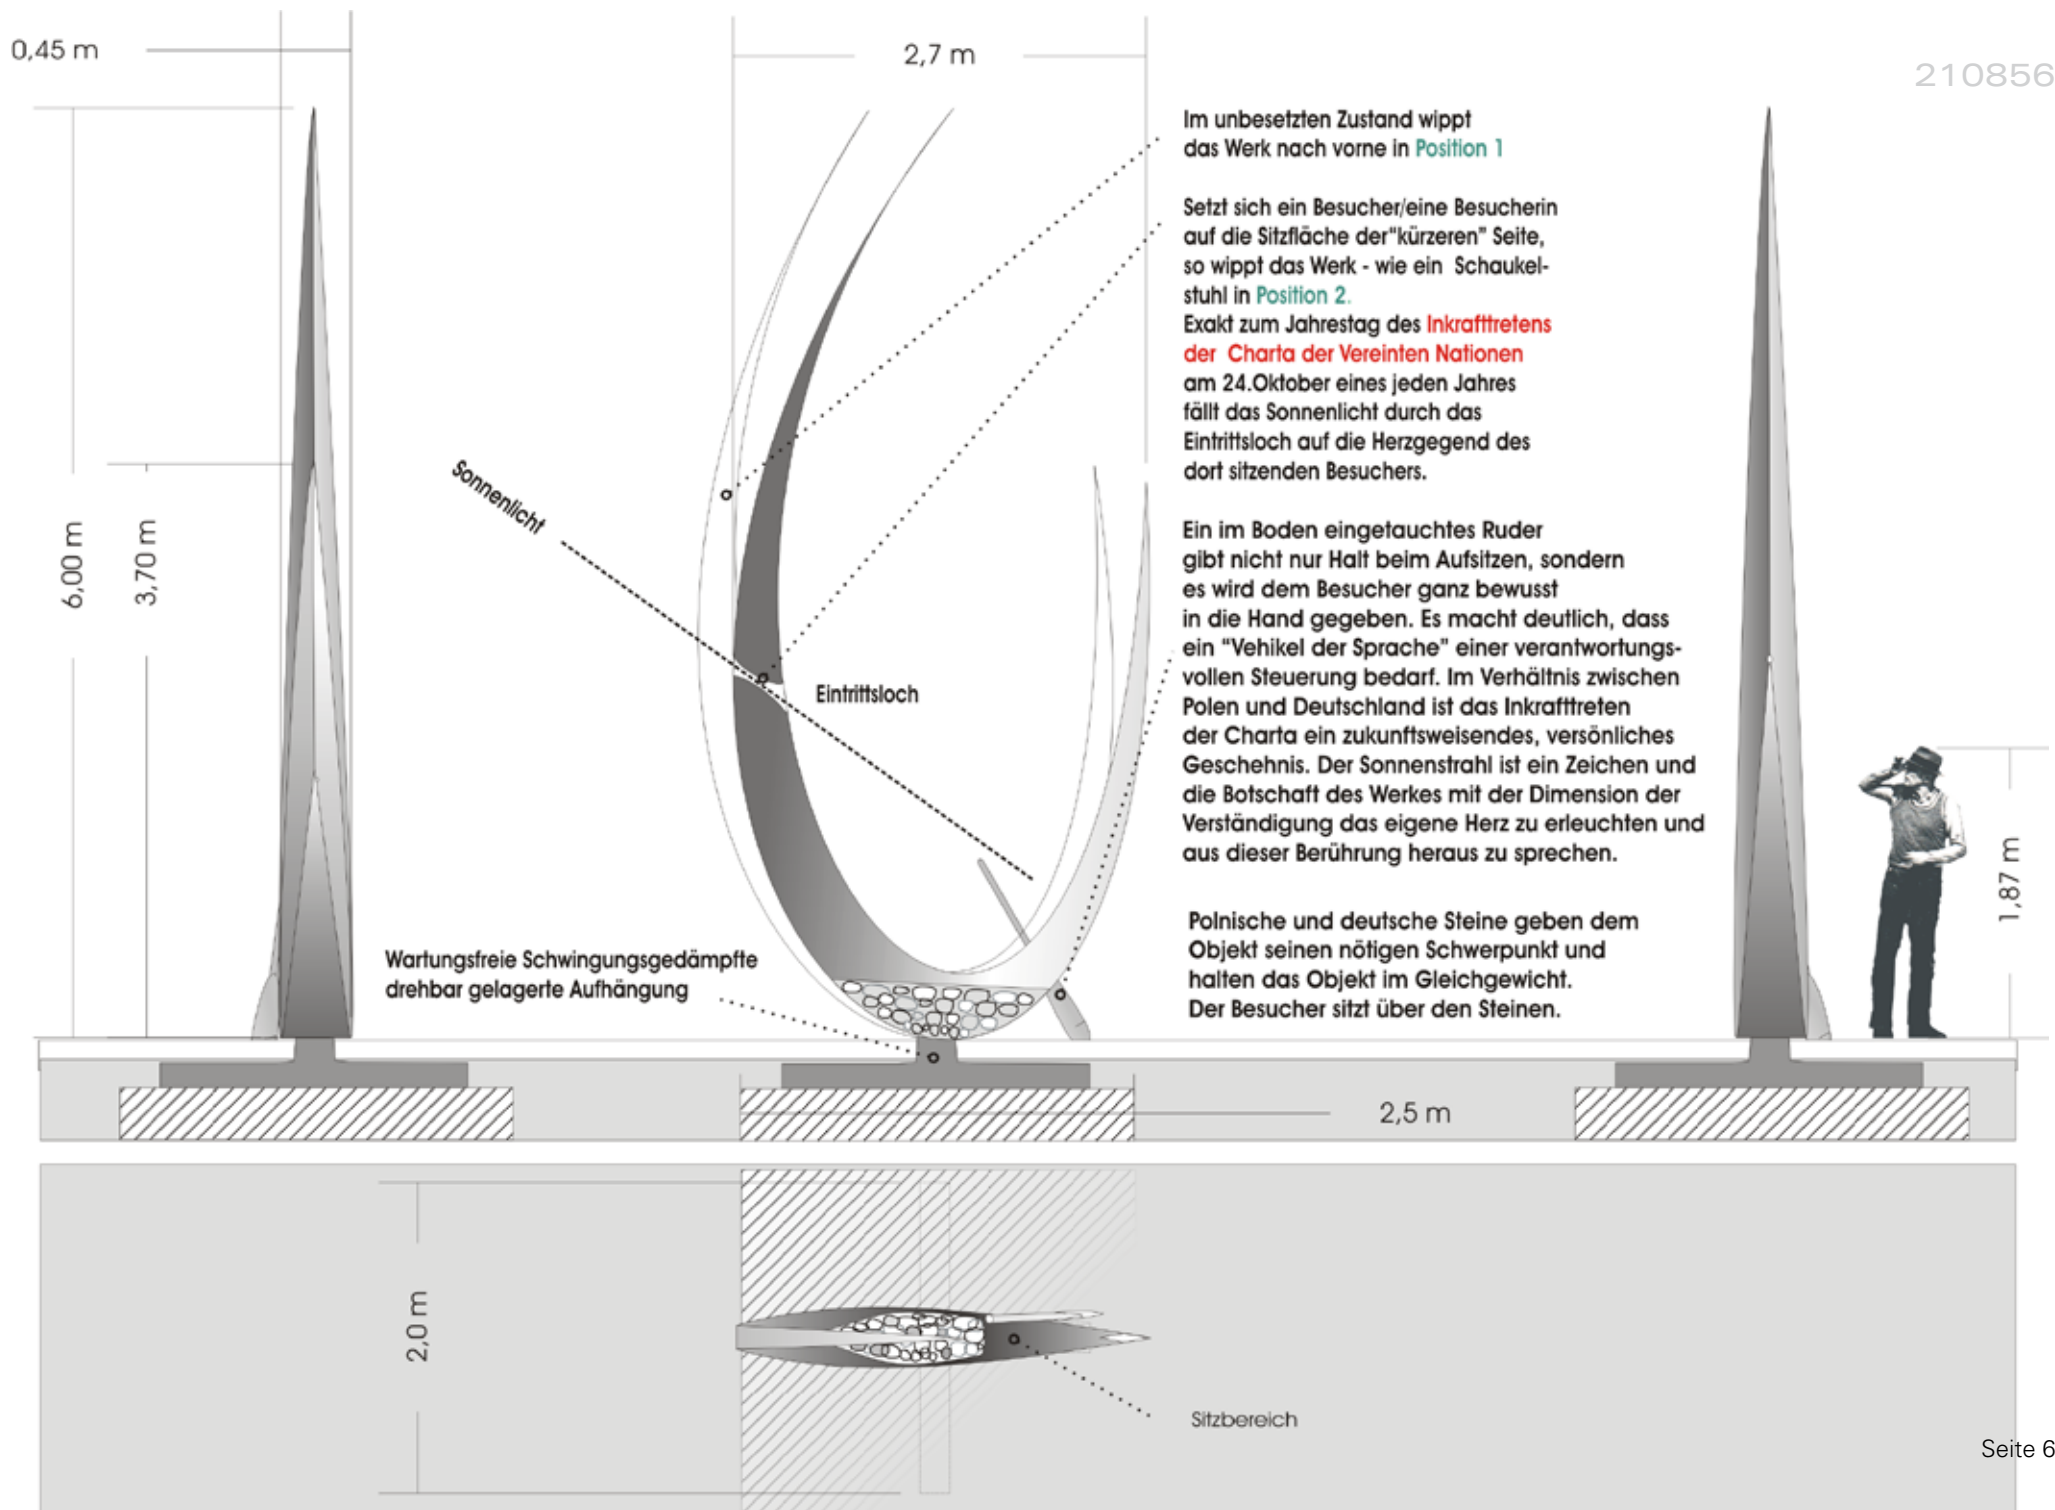 0,45 m
2,7 m
210856
Im unbesetzten Zustand wippt
das Werk nach vorne in Position 1
Setzt sich ein Besucher/eine Besucherin
auf die Sitzfläche der"kürzeren" Seite,
so wippt das Werk - wie ein Schaukel-
stuhl in Position 2.
Exakt zum Jahrestag des Inkrafttretens
der Charta der Vereinten Nationen
am 24.Oktober eines jeden Jahres
fällt das Sonnenlicht durch das
Eintrittsloch auf die Herzgegend des
dort sitzenden Besuchers.
Sonnenlicht
6,00 m
3,70 m
Eintrittsloch
Ein im Boden eingetauchtes Ruder
gibt nicht nur Halt beim Aufsitzen, sondern
es wird dem Besucher ganz bewusst
in die Hand gegeben. Es macht deutlich, dass
ein "Vehikel der Sprache" einer verantwortungs-
vollen Steuerung bedarf. Im Verhältnis zwischen
Polen und Deutschland ist das Inkrafttreten
der Charta ein zukunftsweisendes, versönliches
Geschehnis. Der Sonnenstrahl ist ein Zeichen und
die Botschaft des Werkes mit der Dimension der
Verständigung das eigene Herz zu erleuchten und
aus dieser Berührung heraus zu sprechen.
1,87 m
Wartungsfreie Schwingungsgedämpfte
drehbar gelagerte Aufhängung
Polnische und deutsche Steine geben dem
Objekt seinen nötigen Schwerpunkt und
halten das Objekt im Gleichgewicht.
Der Besucher sitzt über den Steinen.
2,5 m
2,0 m
Sitzbereich
Seite 6